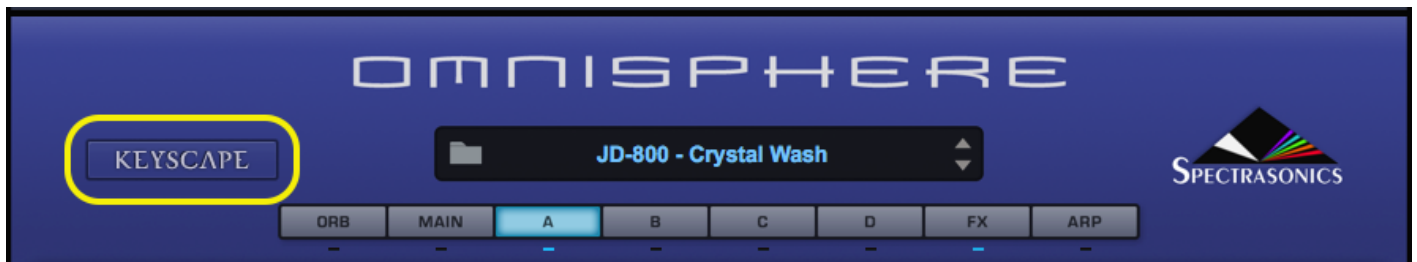 OMNISPHERE
KEYSCAPE
JD-800 - Crystal Wash
SPECTRASONICS
ORB MAIN A B C D FX ARP